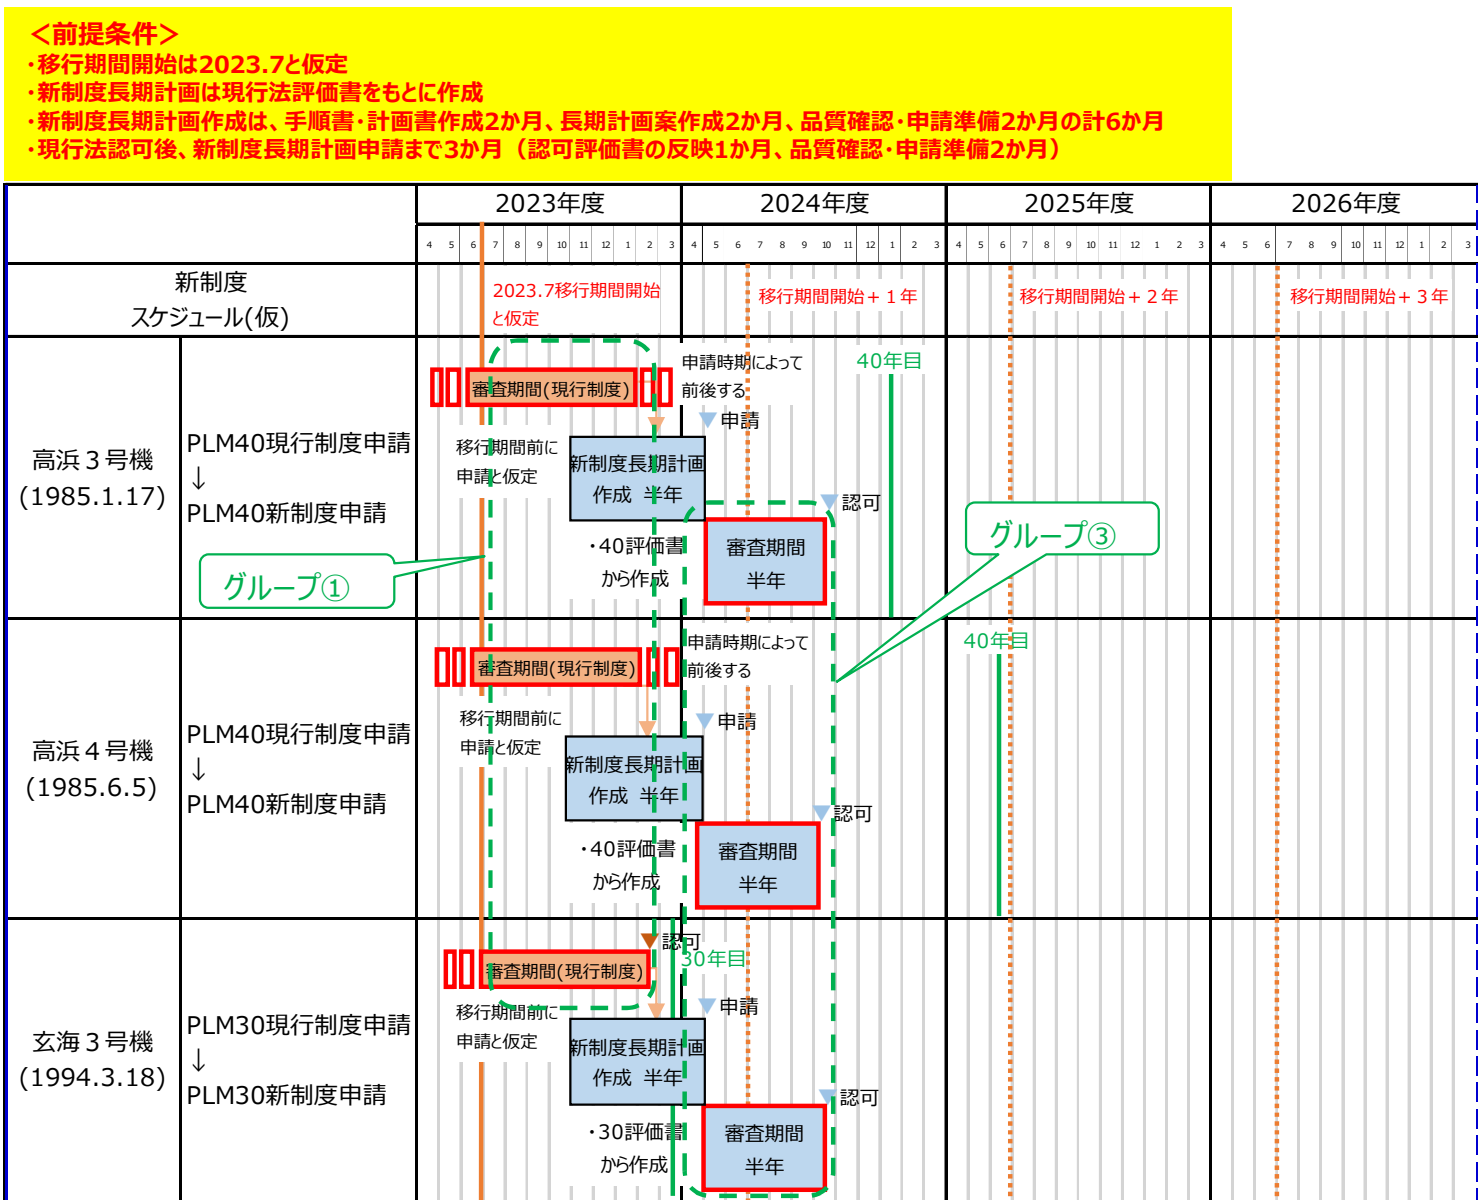 ＜前提条件＞
・移行期間開始は2023.7と仮定
・新制度長期計画は現行法評価書をもとに作成
・新制度長期計画作成は、手順書・計画書作成2か月、長期計画案作成2か月、品質確認・申請準備2か月の計6か月
・現行法認可後、新制度長期計画申請まで3か月（認可評価書の反映1か月、品質確認・申請準備2か月）
2023年度 2024年度 2025年度 2026年度
4 5 6 7 8 9 10 11 12 1 2 3 4 5 6 7 8 9 10 11 12 1 2 3 4 5 6 7 8 9 10 11 12 1 2 3 4 5 6 7 8 9 10 11 12 1 2 3
新制度
スケジュール(仮)
2023.7移行期間開始
と仮定
移行期間開始＋１年
移行期間開始＋２年
移行期間開始＋３年
高浜３号機
(1985.1.17)
PLM40現行制度申請
↓
PLM40新制度申請
審査期間(現行制度)
申請時期によって
前後する
40年目
申請
移行期間前に
申請と仮定
新制度長期計画
作成 半年
認可
・40評価書
から作成
審査期間
半年
グループ①
グループ③
高浜４号機
(1985.6.5)
PLM40現行制度申請
↓
PLM40新制度申請
審査期間(現行制度)
申請時期によって
前後する
40年目
申請
移行期間前に
申請と仮定
新制度長期計画
作成 半年
認可
・40評価書
から作成
審査期間
半年
玄海３号機
(1994.3.18)
PLM30現行制度申請
↓
PLM30新制度申請
認可
30年目
審査期間(現行制度)
申請
移行期間前に
申請と仮定
新制度長期計画
作成 半年
認可
・30評価書
から作成
審査期間
半年